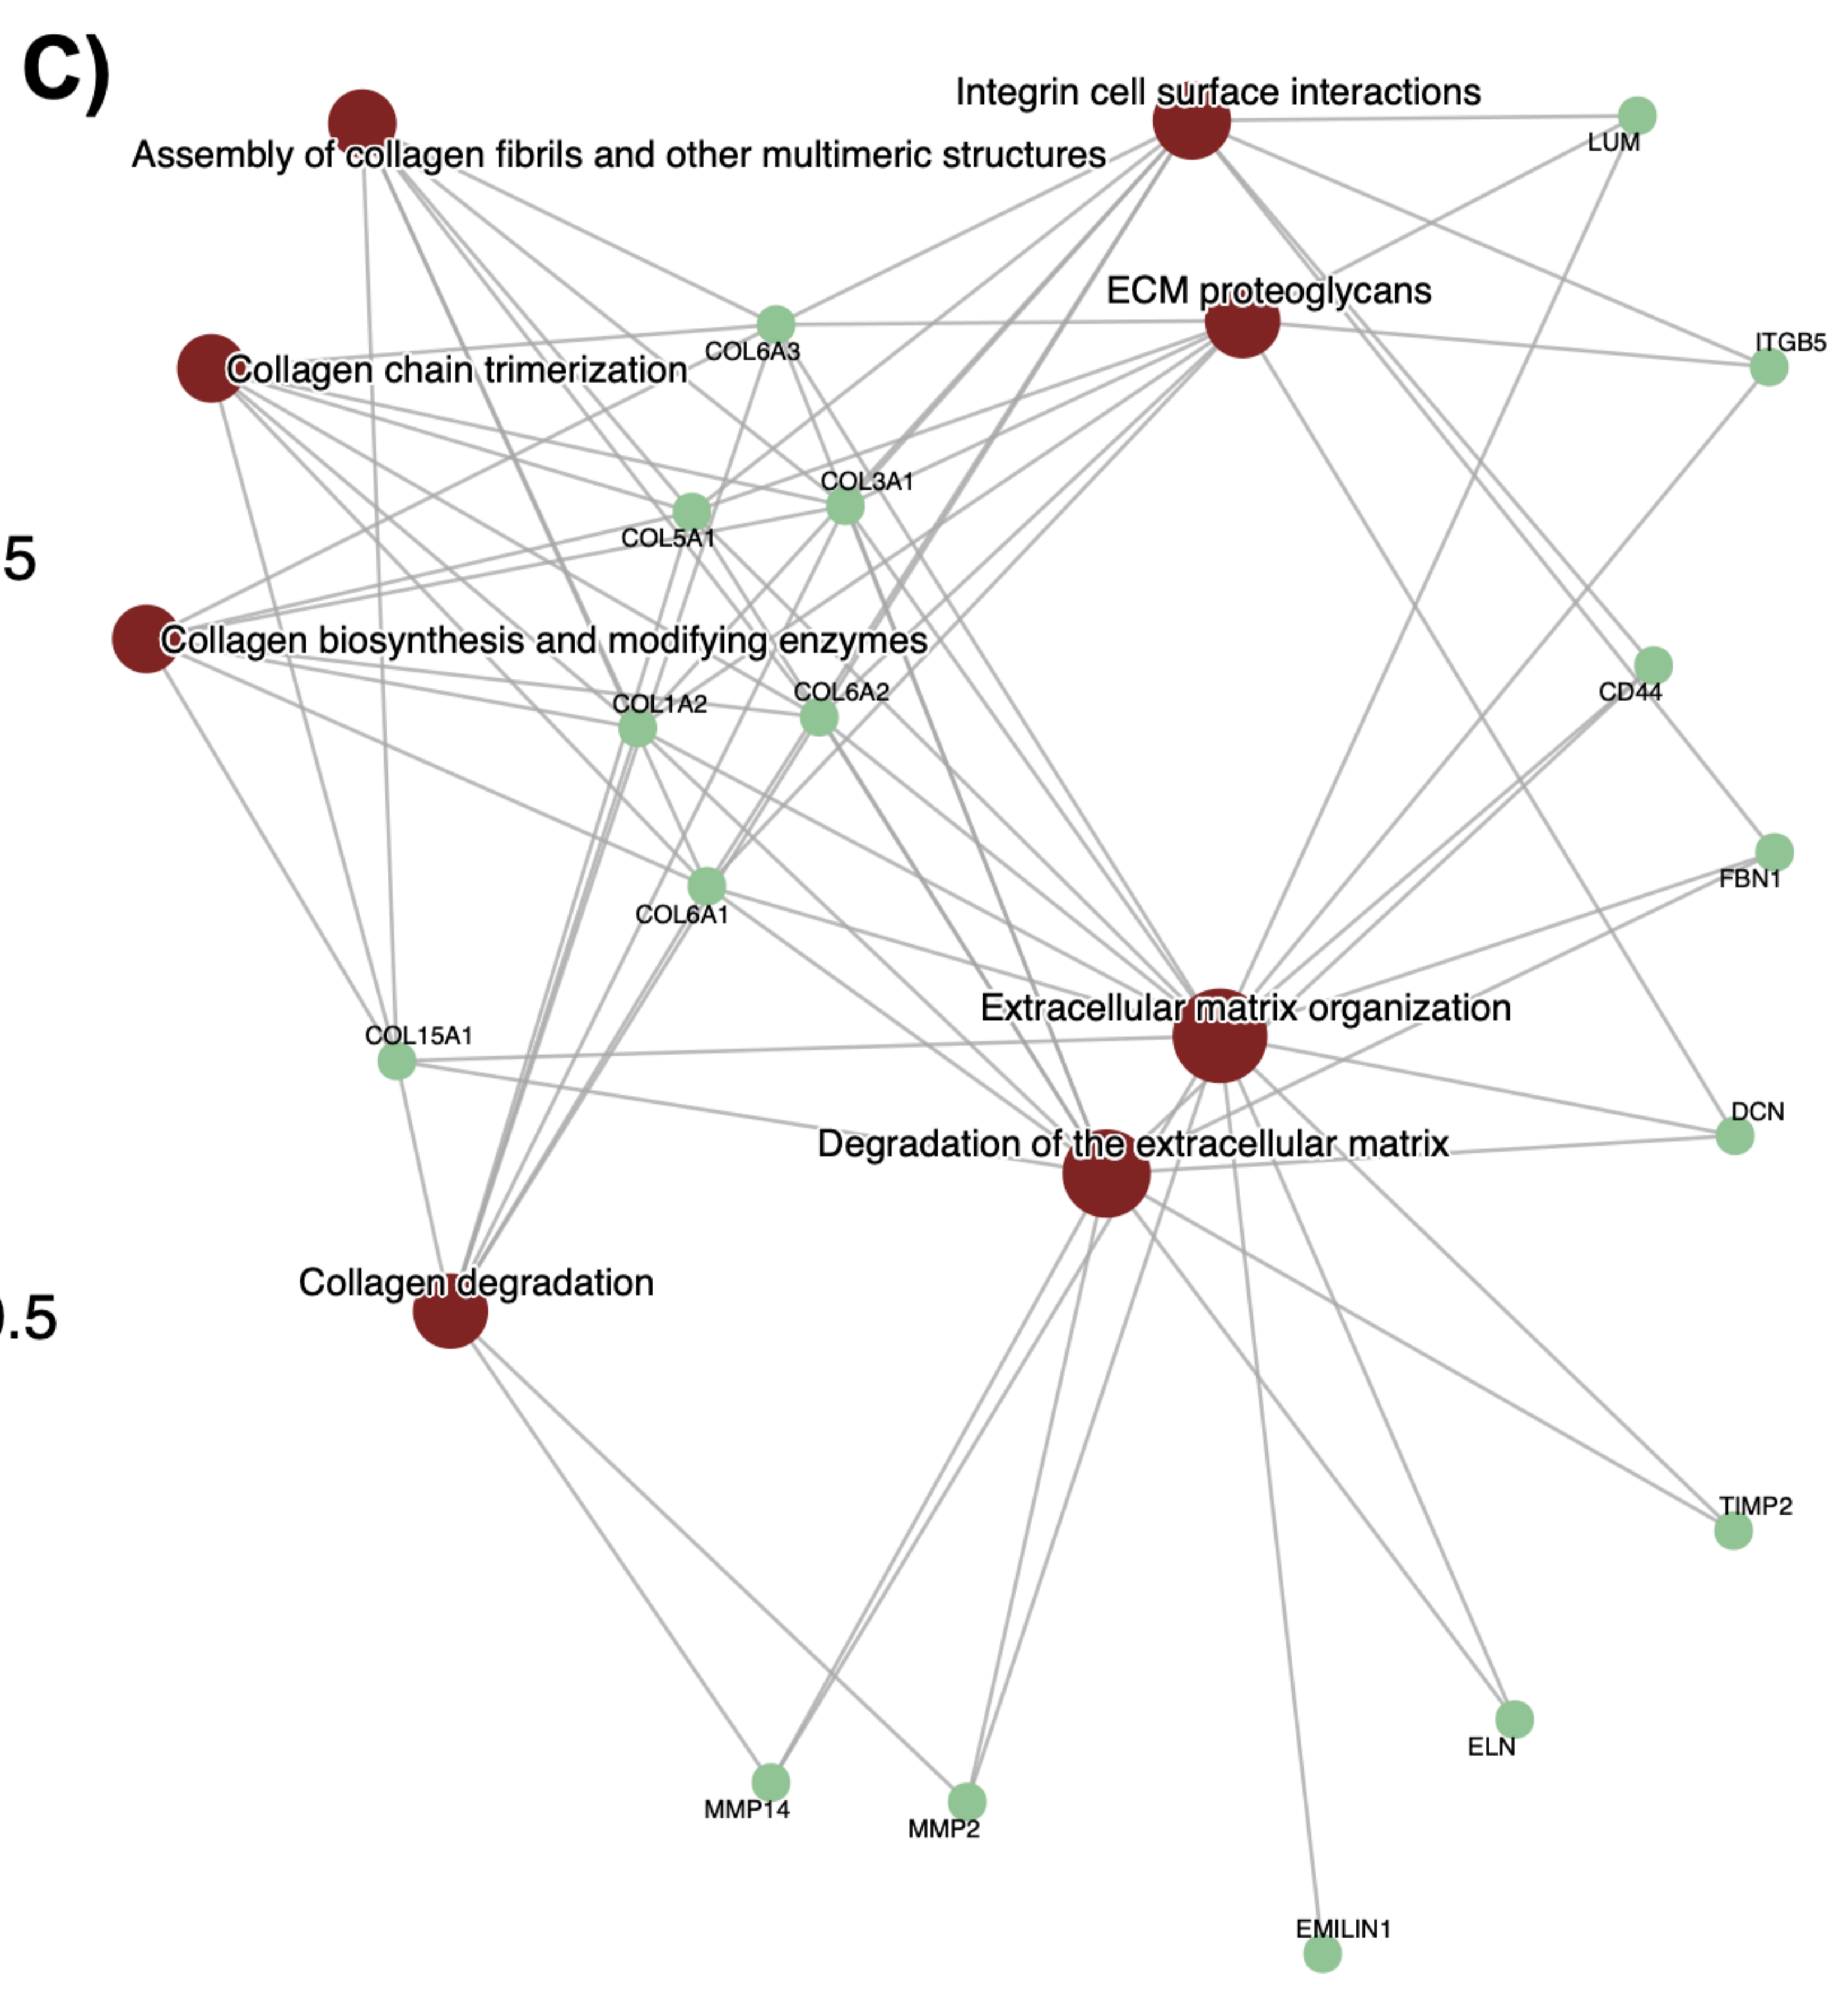 C)
Integrin cell surface interactions
LUM
Assembly of collagen fibrils and other multimeric structures
ECM proteoglycans
ITGB5
COL6A3
Collagen chain trimerization
COL3A1
COL5A1
5
Collagen biosynthesis and modifying enzymes
CD44
COL6A2
COL1A2
FBN1
COL6A1
Extracellular matrix organization
COL15A1
DCN
Degradation of the extracellular matrix
Collagen degradation
.5
TIMP2
ELN
MMP14
MMP2
EMILIN1